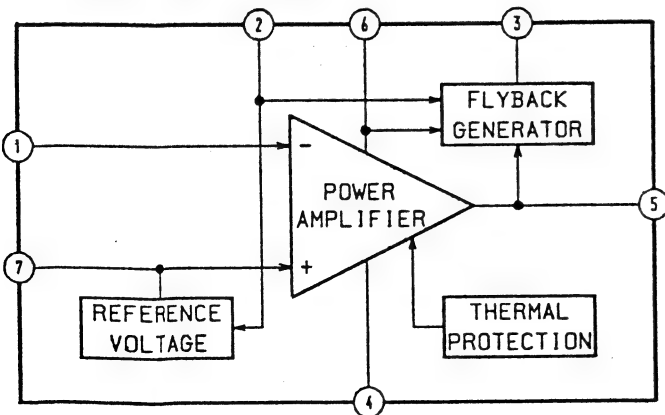 2
6
3
FLYBACK
GENERATOR
1
-
POWER
AMPLIFIER
5
7
+
REFERENCE
VOLTAGE
THERMAL
PROTECTION
4